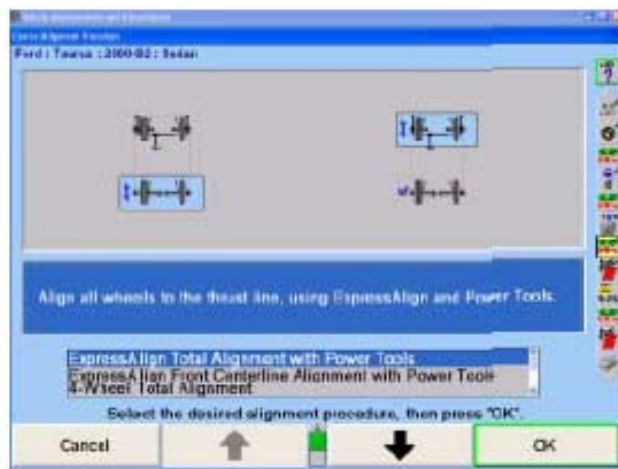 Ford : Taurus : 2000-02 : Sedan
Align all wheels to the thrust line, using ExpressAlign and Power Tools.
ExpressAlign Total Alignment with Power Tools
ExpressAlign Front Centerline Alignment with Power Tools
4-Wheel Total Alignment
Select the desired alignment procedure, then press "OK".
Cancel
OK